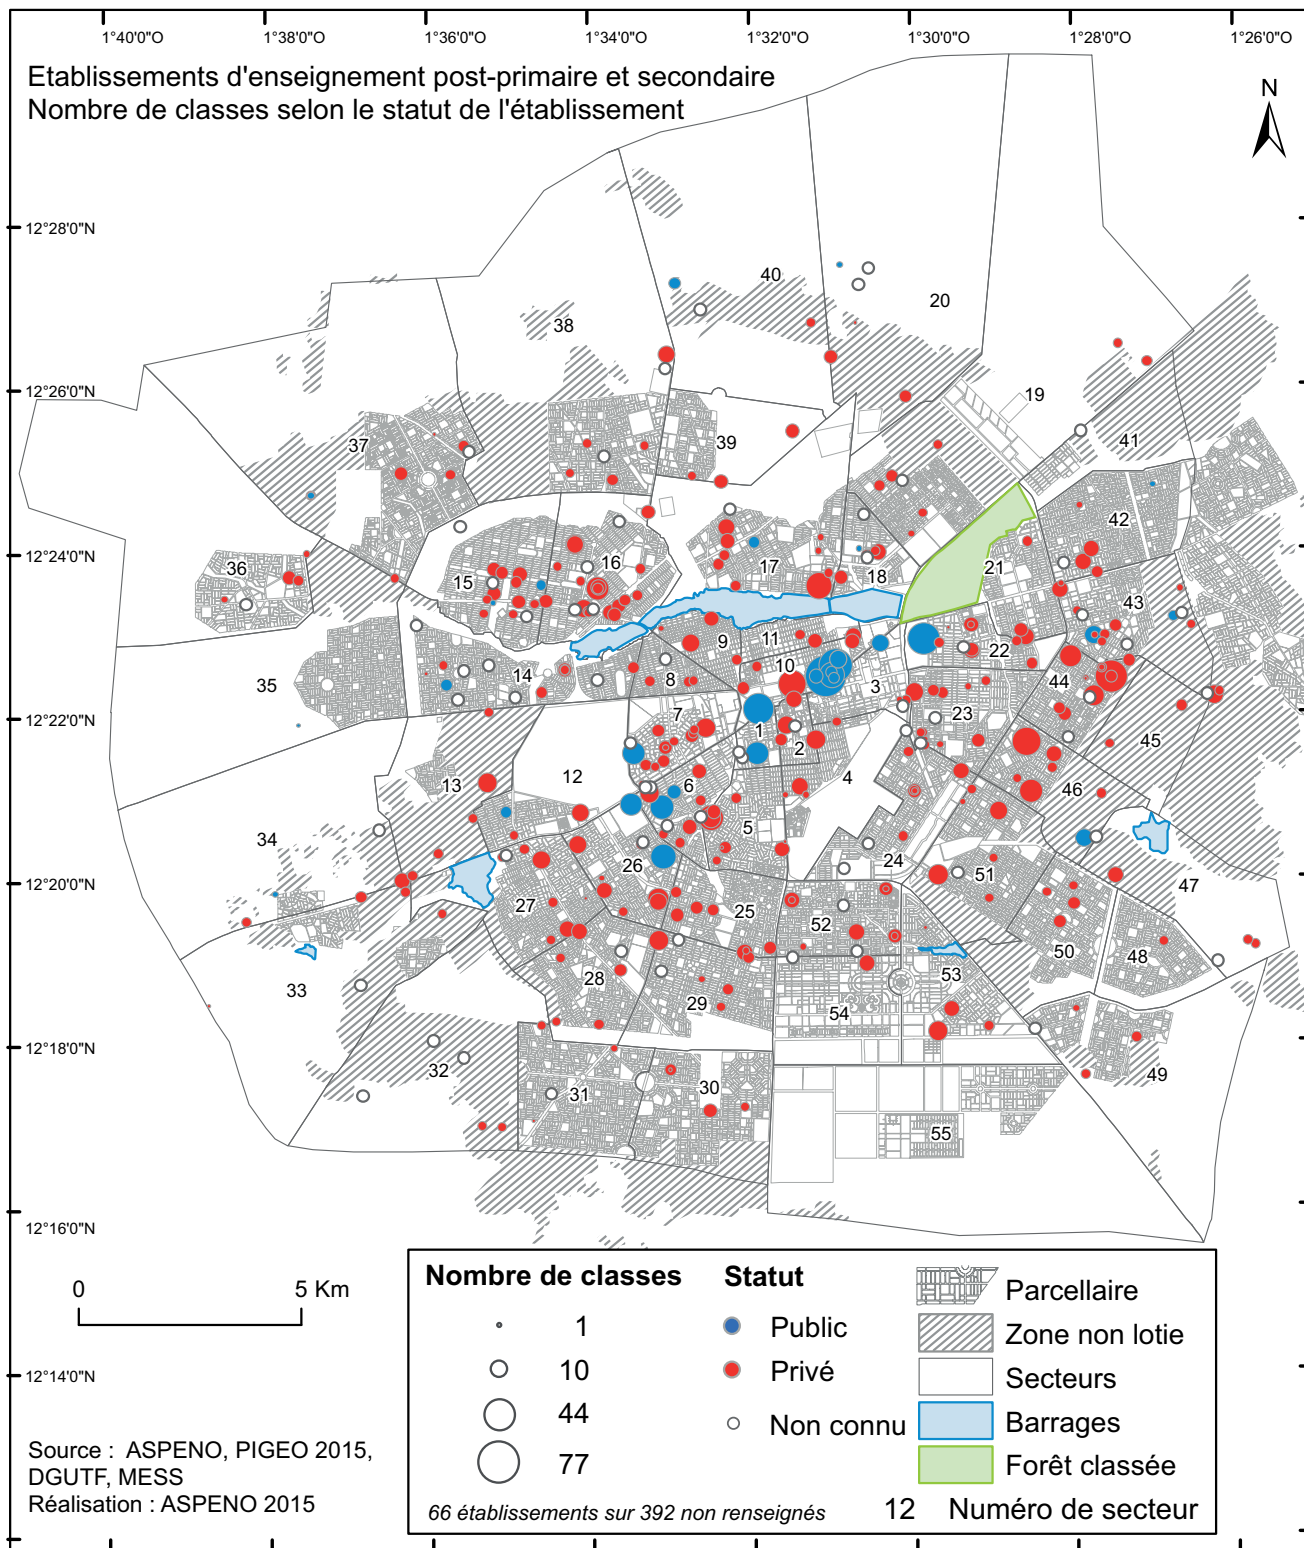 1°40'0"O 1°38'0"O 1°36'0"O 1°34'0"O 1°32'0"O 1°30'0"O 1°28'0"O 1°26'0"O
Etablissements d'enseignement post-primaire et secondaire
Nombre de classes selon le statut de l'établissement
N
12°28'0"N
40
20
38
12°26'0"N
19
37
39
41
12°24'0"N
42
36
15
16
17
18
21
43
9
11
22
35
14
8
10
3
44
12°22'0"N
7
1
2
23
45
13
12
6
4
46
34
5
12°20'0"N
26
24
51
47
27
25
52
50
48
33
28
29
54
53
12°18'0"N
32
31
30
49
55
12°16'0"N
0 5 Km
12°14'0"N
Nombre de classes
1
10
44
77
66 établissements sur 392 non renseignés
Statut
Public
Privé
Non connu
Parcellaire
Zone non lotie
Secteurs
Barrages
Forêt classée
12 Numéro de secteur
Source : ASPENO, PIGEO 2015,
DGUTF, MESS
Réalisation : ASPENO 2015